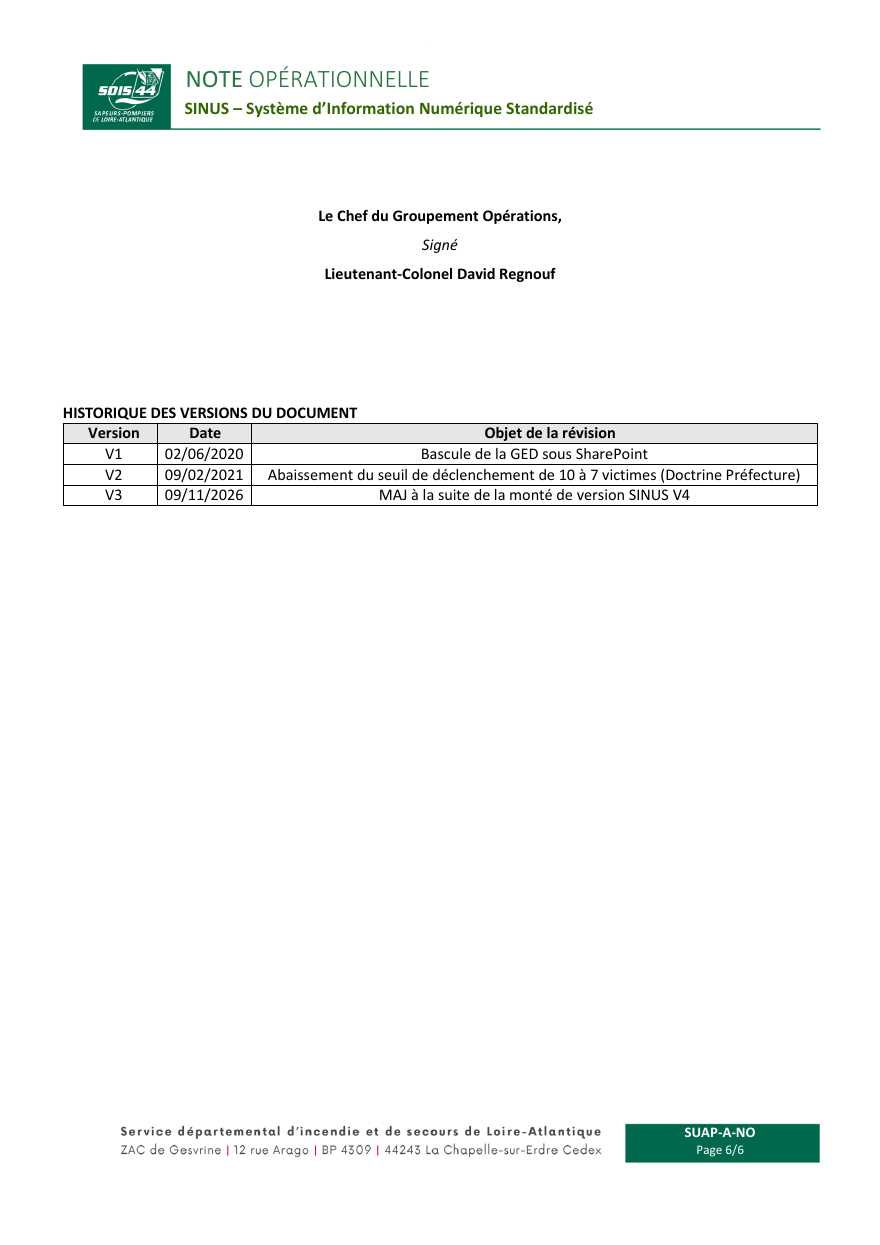 SDIS 44
SAPEURS-POMPIERS
DE LOIRE-ATLANTIQUE
NOTE OPÉRATIONNELLE
SINUS – Système d’Information Numérique Standardisé
Le Chef du Groupement Opérations,
Signé
Lieutenant-Colonel David Regnouf
HISTORIQUE DES VERSIONS DU DOCUMENT
Version Date Objet de la révision
V1 02/06/2020 Bascule de la GED sous SharePoint
V2 09/02/2021 Abaissement du seuil de déclenchement de 10 à 7 victimes (Doctrine Préfecture)
V3 09/11/2026 MAJ à la suite de la monté de version SINUS V4
Service départemental d’incendie et de secours de Loire-Atlantique
ZAC de Gesvrine | 12 rue Arago | BP 4309 | 44243 La Chapelle-sur-Erdre Cedex
SUAP-A-NO
Page 6/6